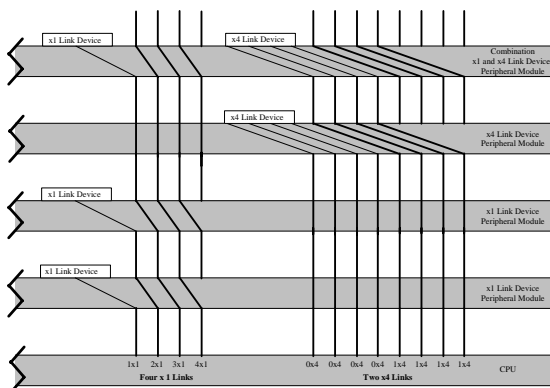 x1 Link Device
x4 Link Device
Combination
x1 and x4 Link Device
Peripheral Module
x4 Link Device
x4 Link Device
Peripheral Module
x1 Link Device
x1 Link Device
Peripheral Module
x1 Link Device
x1 Link Device
Peripheral Module
1x1 2x1 3x1 4x1 0x4 0x4 0x4 0x4 1x4 1x4 1x4 1x4
CPU
Four x 1 Links
Two x4 Links